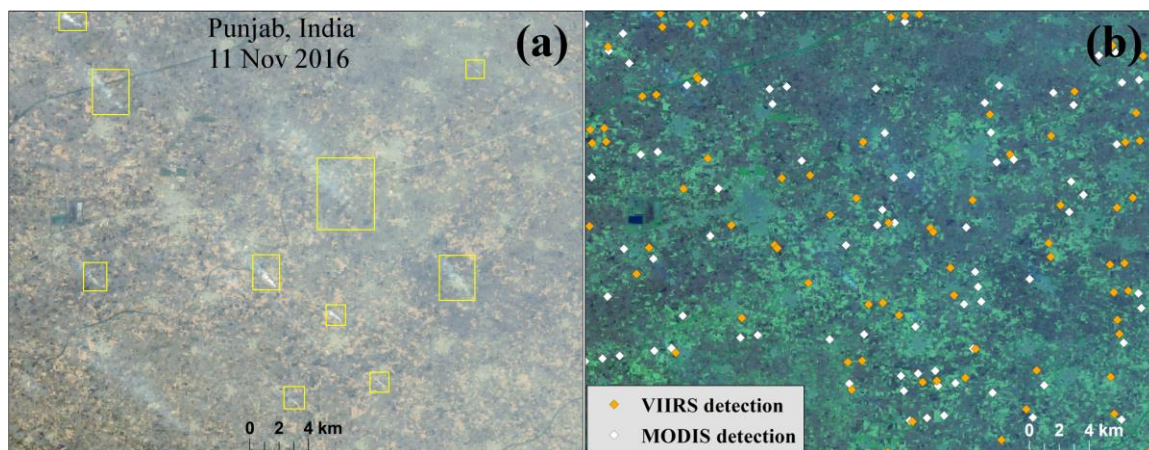 Punjab, India
11 Nov 2016
(a)
0 2 4 km
(b)
VIIRS detection
MODIS detection
0 2 4 km